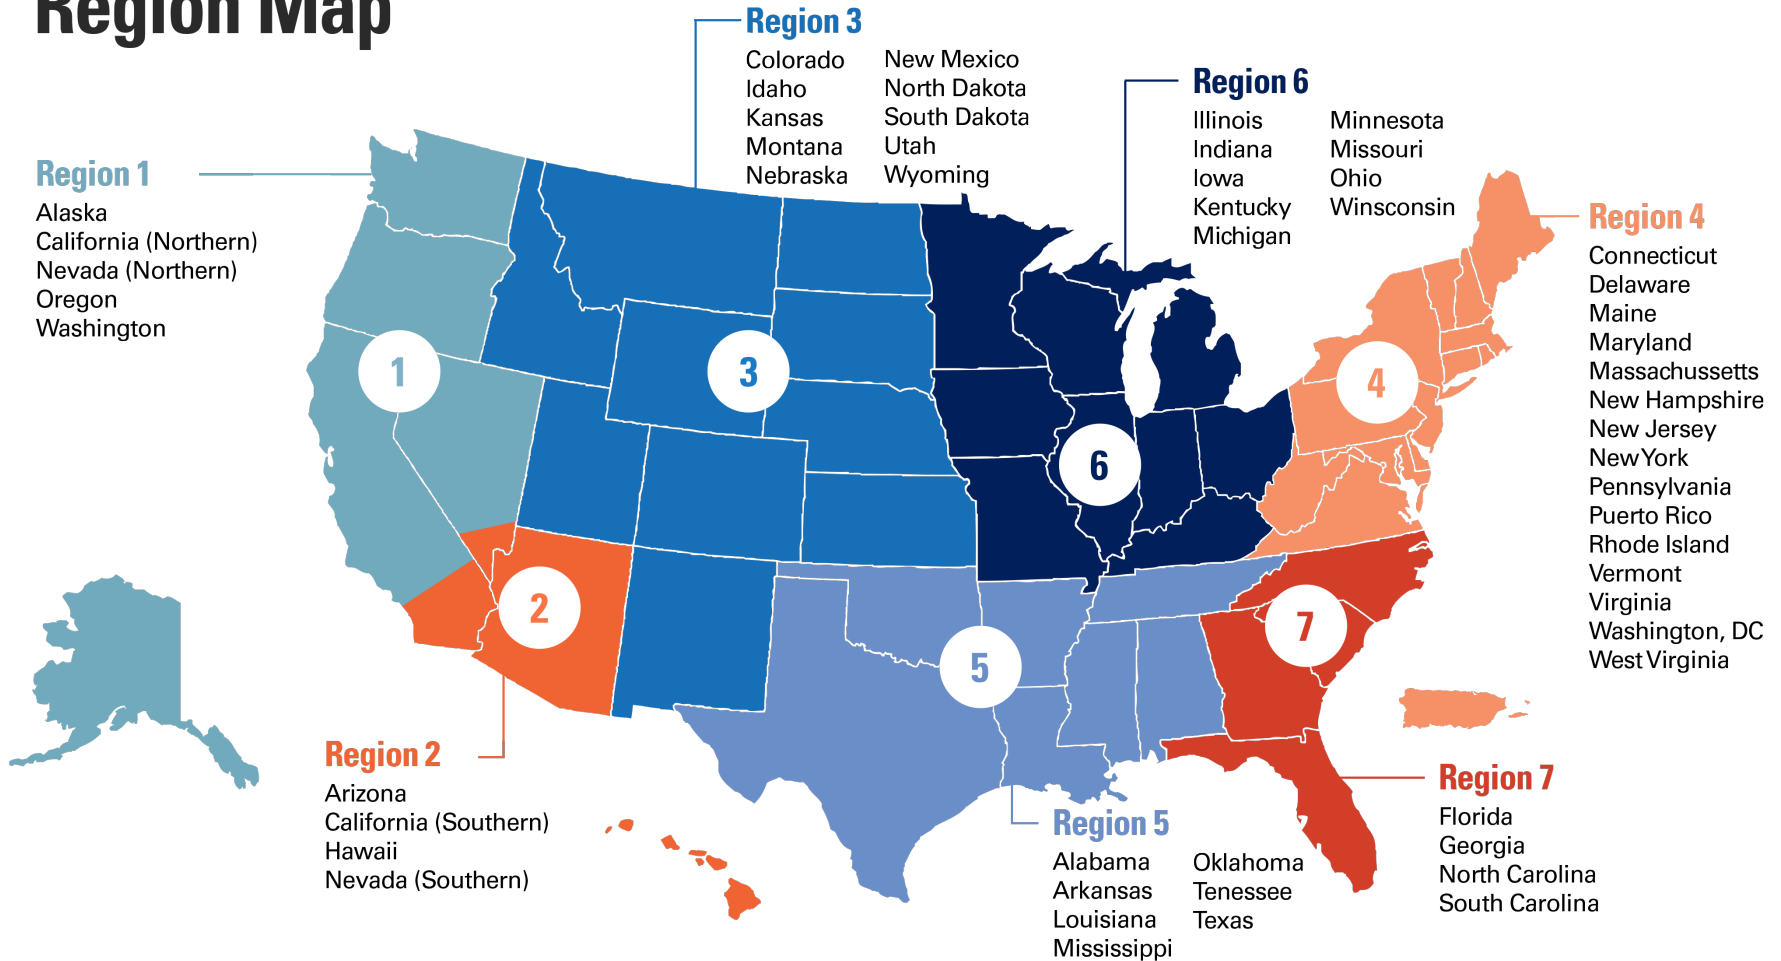 Region Map
Region 3
Colorado
Idaho
Kansas
Montana
Nebraska
New Mexico
North Dakota
South Dakota
Utah
Wyoming
Region 6
Illinois
Indiana
Iowa
Kentucky
Michigan
Minnesota
Missouri
Ohio
Winsconsin
Region 1
Alaska
California (Northern)
Nevada (Northern)
Oregon
Washington
Region 4
Connecticut
Delaware
Maine
Maryland
Massachussetts
New Hampshire
New Jersey
New York
Pennsylvania
Puerto Rico
Rhode Island
Vermont
Virginia
Washington, DC
West Virginia
1
3
4
6
2
7
5
Region 2
Arizona
California (Southern)
Hawaii
Nevada (Southern)
Region 5
Alabama
Arkansas
Louisiana
Mississippi
Oklahoma
Tenessee
Texas
Region 7
Florida
Georgia
North Carolina
South Carolina